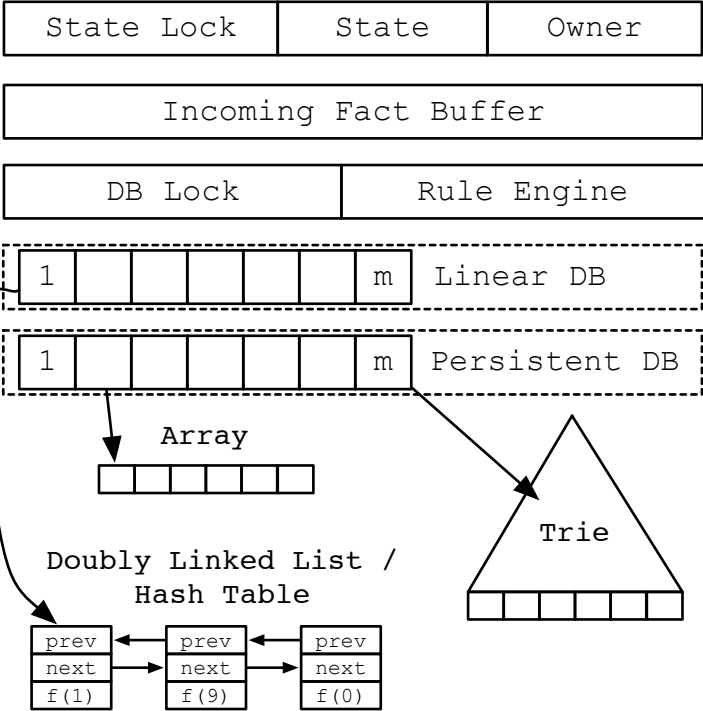 State Lock State Owner
Incoming Fact Buffer
DB Lock Rule Engine
1 m Linear DB
1 m Persistent DB
Array
Trie
Doubly Linked List /
Hash Table
prev prev prev
next next next
f(1) f(9) f(0)